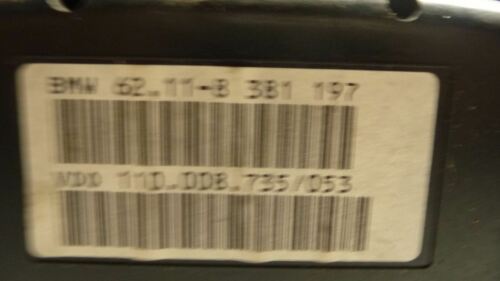 BMW 62.11-8 381 197
VDO 110.008.735/053